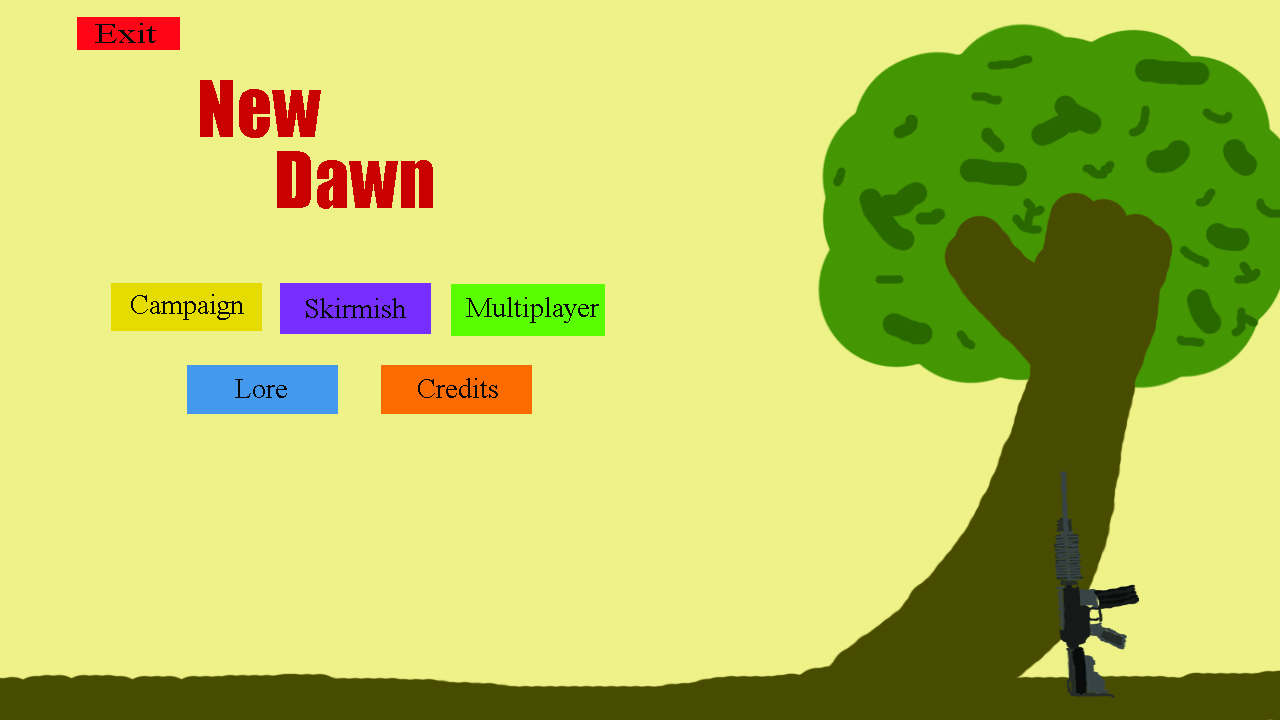 Exit
New
Dawn
Campaign
Skirmish
Multiplayer
Lore
Credits